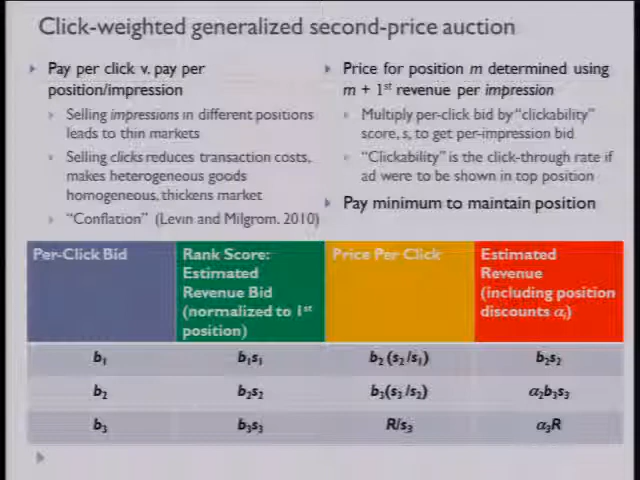 Click-weighted generalized second-price auction
Pay per click v. pay per
position/impression
Selling impressions in different positions
leads to thin markets
Selling clicks reduces transaction costs,
makes heterogeneous goods
homogeneous, thickens market
"Conflation" (Levin and Milgrom, 2010)
Price for position m determined using
m + 1st revenue per impression
Multiply per-click bid by "clickability"
score, s, to get per-impression bid
"Clickability" is the click-through rate if
ad were to be shown in top position
Pay minimum to maintain position
Per-Click Bid
Rank Score:
Estimated
Revenue Bid
(normalized to 1st
position)
Price Per Click
Estimated
Revenue
(including position
discounts αi)
b1 b1s1 b2(s2/s1) b2s2
b2 b2s2 b3(s3/s2) α2b3s3
b3 b3s3 R/s3 α3R